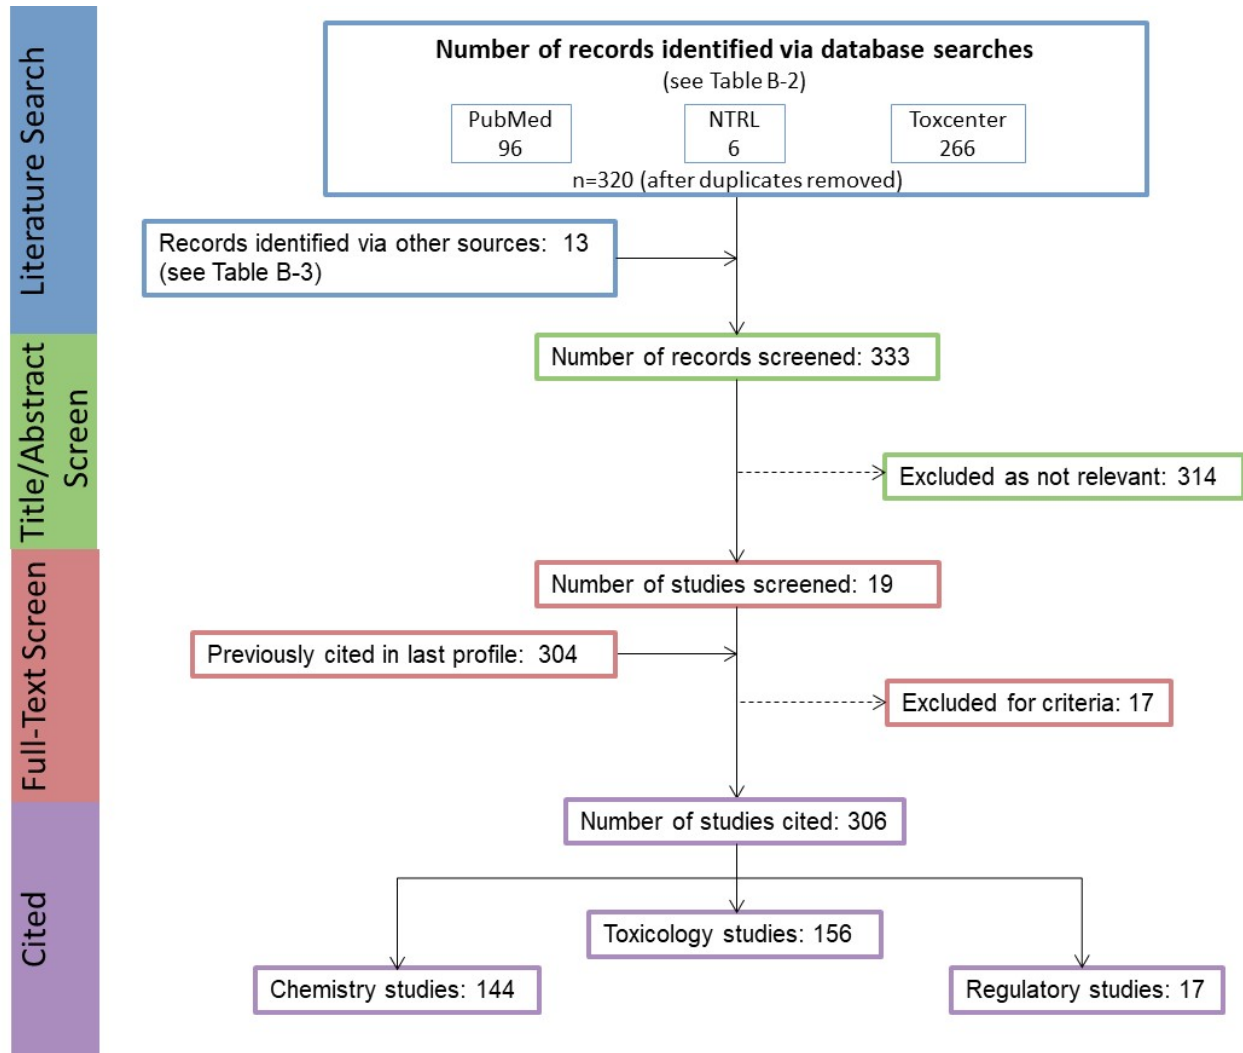 Literature Search
Number of records identified via database searches
(see Table B-2)
PubMed
96
NTRL
6
Toxcenter
266
n=320 (after duplicates removed)
Records identified via other sources: 13
(see Table B-3)
Title/Abstract
Screen
Number of records screened: 333
Excluded as not relevant: 314
Full-Text Screen
Number of studies screened: 19
Previously cited in last profile: 304
Excluded for criteria: 17
Cited
Number of studies cited: 306
Toxicology studies: 156
Chemistry studies: 144
Regulatory studies: 17